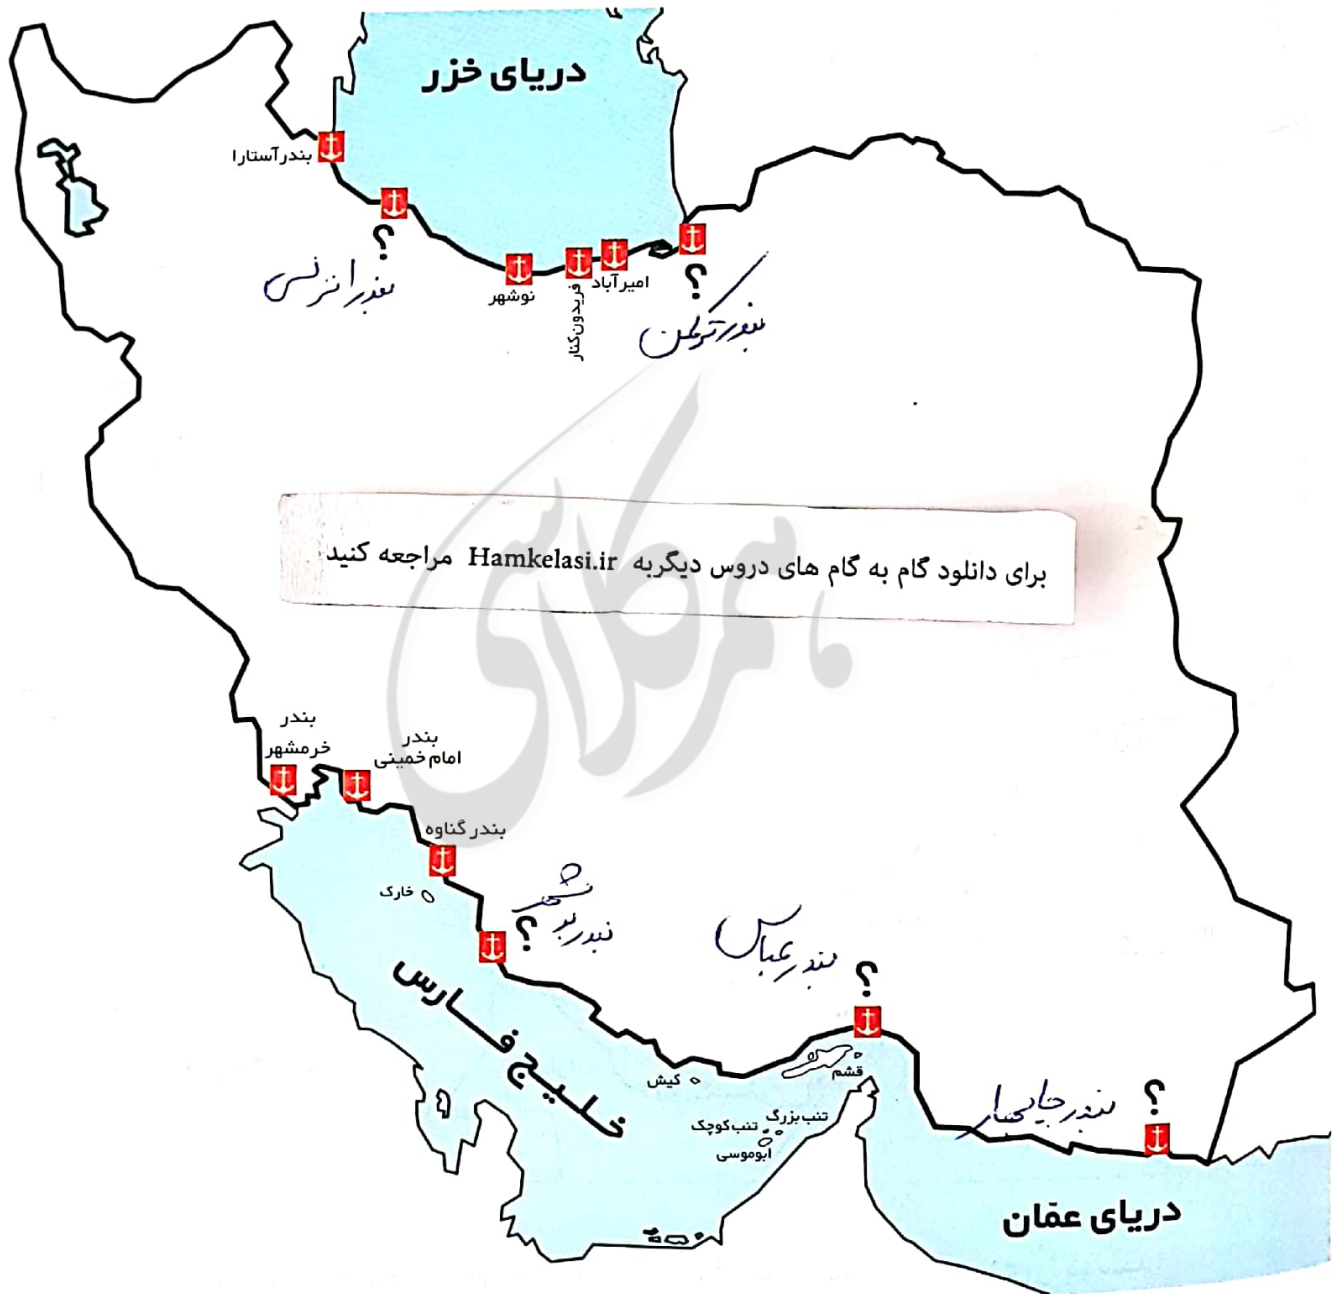 دریای خزر
بندرآستارا
؟
بندر انزلی
نوشهر
فریدون‌کنار
امیرآباد
؟
بندر ترکمن
برای دانلود گام به گام های دروس دیگربه Hamkelasi.ir مراجعه کنید
همکلاسی
بندر
خرمشهر
بندر
امام خمینی
بندر گناوه
خارک
؟
بندر بوشهر
بندرعباس
؟
خلیج فارس
کیش
قشم
تنب‌بزرگ
تنب‌کوچک
ابوموسی
بندر چابهار
؟
دریای عمّان